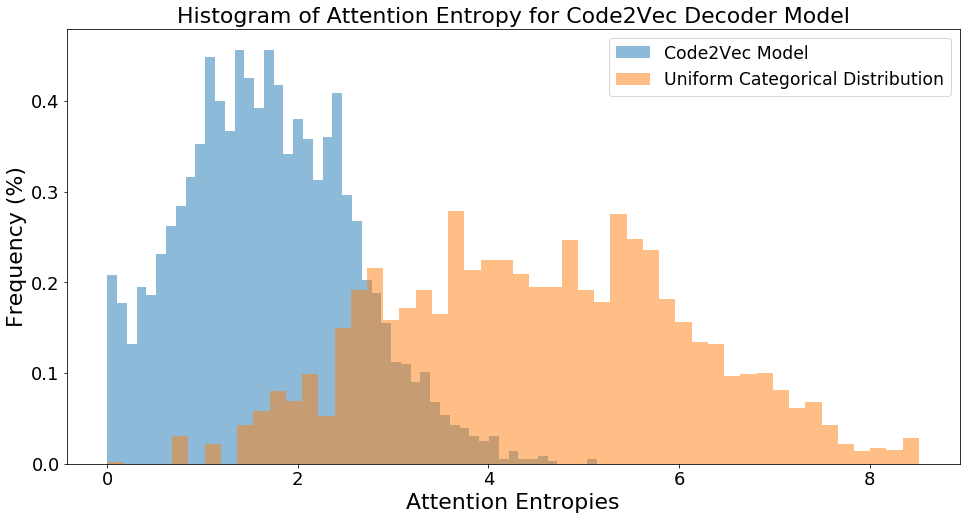 Histogram of Attention Entropy for Code2Vec Decoder Model
Code2Vec Model
Uniform Categorical Distribution
Frequency (%)
0.4
0.3
0.2
0.1
0.0
0 2 4 6 8
Attention Entropies